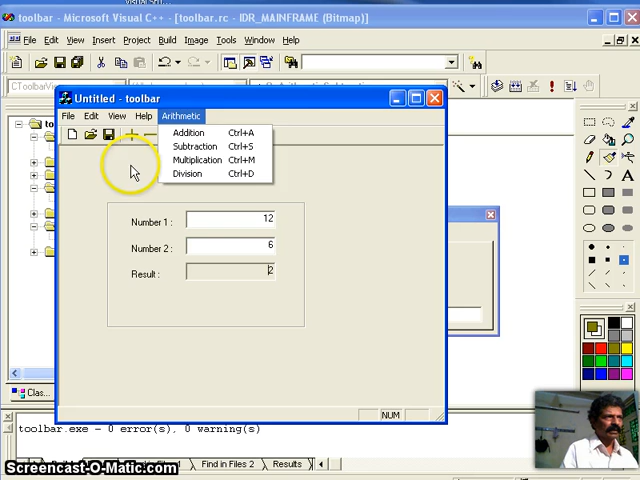 toolbar - Microsoft Visual C++ - [toolbar.rc - IDR_MAINFRAME (Bitmap)]
File Edit View Insert Project Build Image Tools Window Help
CToolbarVie
Untitled - toolbar
File Edit View Help Arithmetic
Addition Ctrl+A
Subtraction Ctrl+S
Multiplication Ctrl+M
Division Ctrl+D
Number 1 : 12
Number 2 : 6
Result : 2
Clas...
NUM
toolbar.exe - 0 error(s), 0 warning(s)
Find in Files 2 Results
Screencast-O-Matic.com